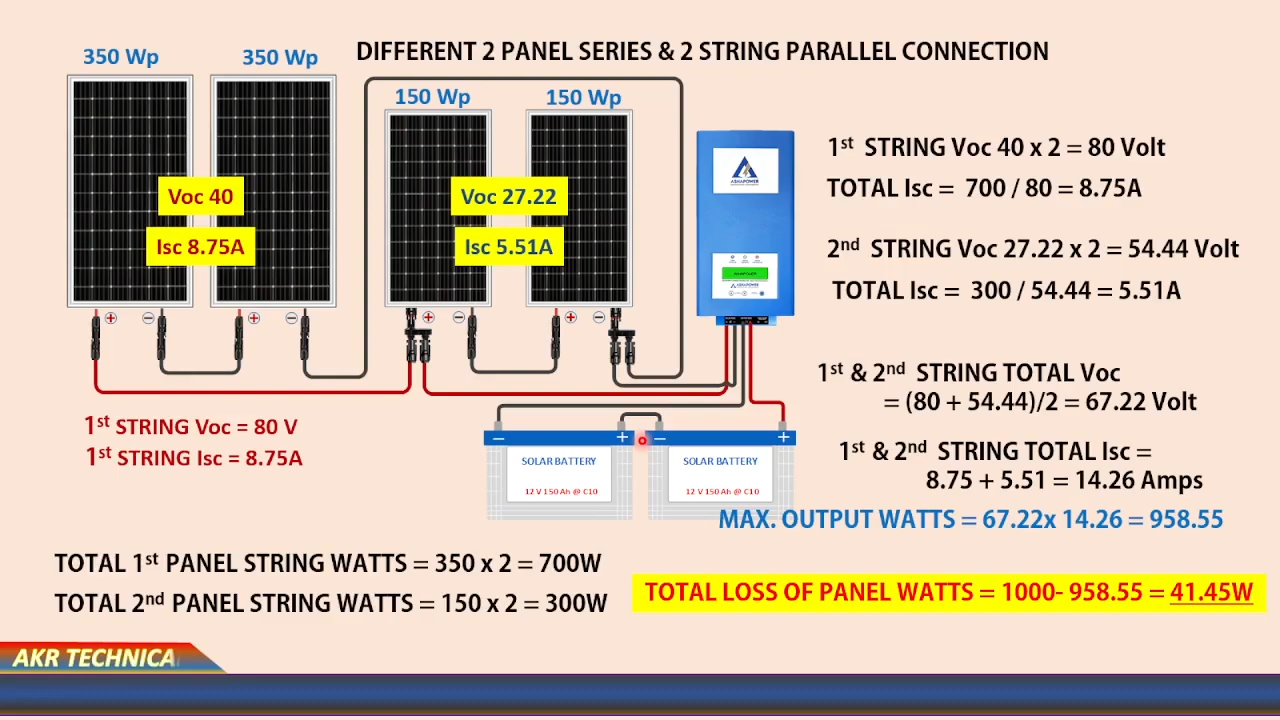 DIFFERENT 2 PANEL SERIES & 2 STRING PARALLEL CONNECTION
350 Wp
350 Wp
150 Wp
150 Wp
Voc 40
Isc 8.75A
Voc 27.22
Isc 5.51A
ASHAPOWER
1st STRING Voc 40 x 2 = 80 Volt
TOTAL Isc = 700 / 80 = 8.75A
2nd STRING Voc 27.22 x 2 = 54.44 Volt
TOTAL Isc = 300 / 54.44 = 5.51A
+ − + −
+ − + −
1st & 2nd STRING TOTAL Voc
= (80 + 54.44)/2 = 67.22 Volt
1st STRING Voc = 80 V
1st STRING Isc = 8.75A
− + − +
SOLAR BATTERY
12 V 150 Ah @ C10
SOLAR BATTERY
12 V 150 Ah @ C10
1st & 2nd STRING TOTAL Isc =
8.75 + 5.51 = 14.26 Amps
MAX. OUTPUT WATTS = 67.22x 14.26 = 958.55
TOTAL 1st PANEL STRING WATTS = 350 x 2 = 700W
TOTAL 2nd PANEL STRING WATTS = 150 x 2 = 300W
TOTAL LOSS OF PANEL WATTS = 1000- 958.55 = 41.45W
AKR TECHNICA